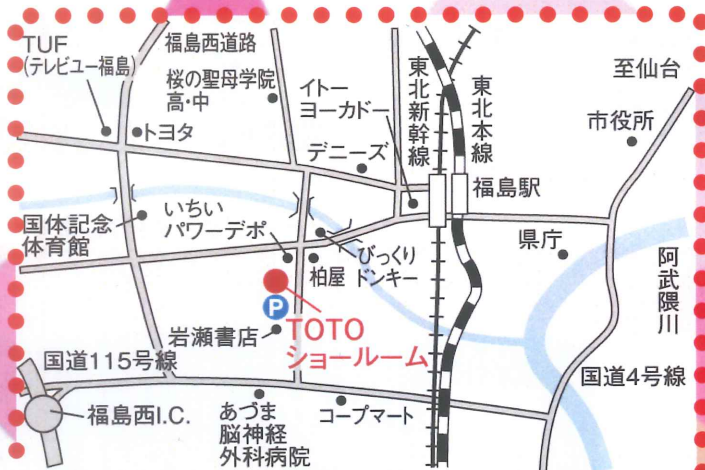 TUF
(テレビユー福島)
福島西道路
桜の聖母学院
高・中
トヨタ
イトー
ヨーカドー
デニーズ
東北新幹線
東北本線
至仙台
市役所
福島駅
国体記念
体育館
いちい
パワーデポ
びっくり
ドンキー
柏屋
県庁
阿武隈川
P
TOTO
ショールーム
岩瀬書店
国道115号線
国道4号線
福島西I.C.
あづま
脳神経
外科病院
コープマート